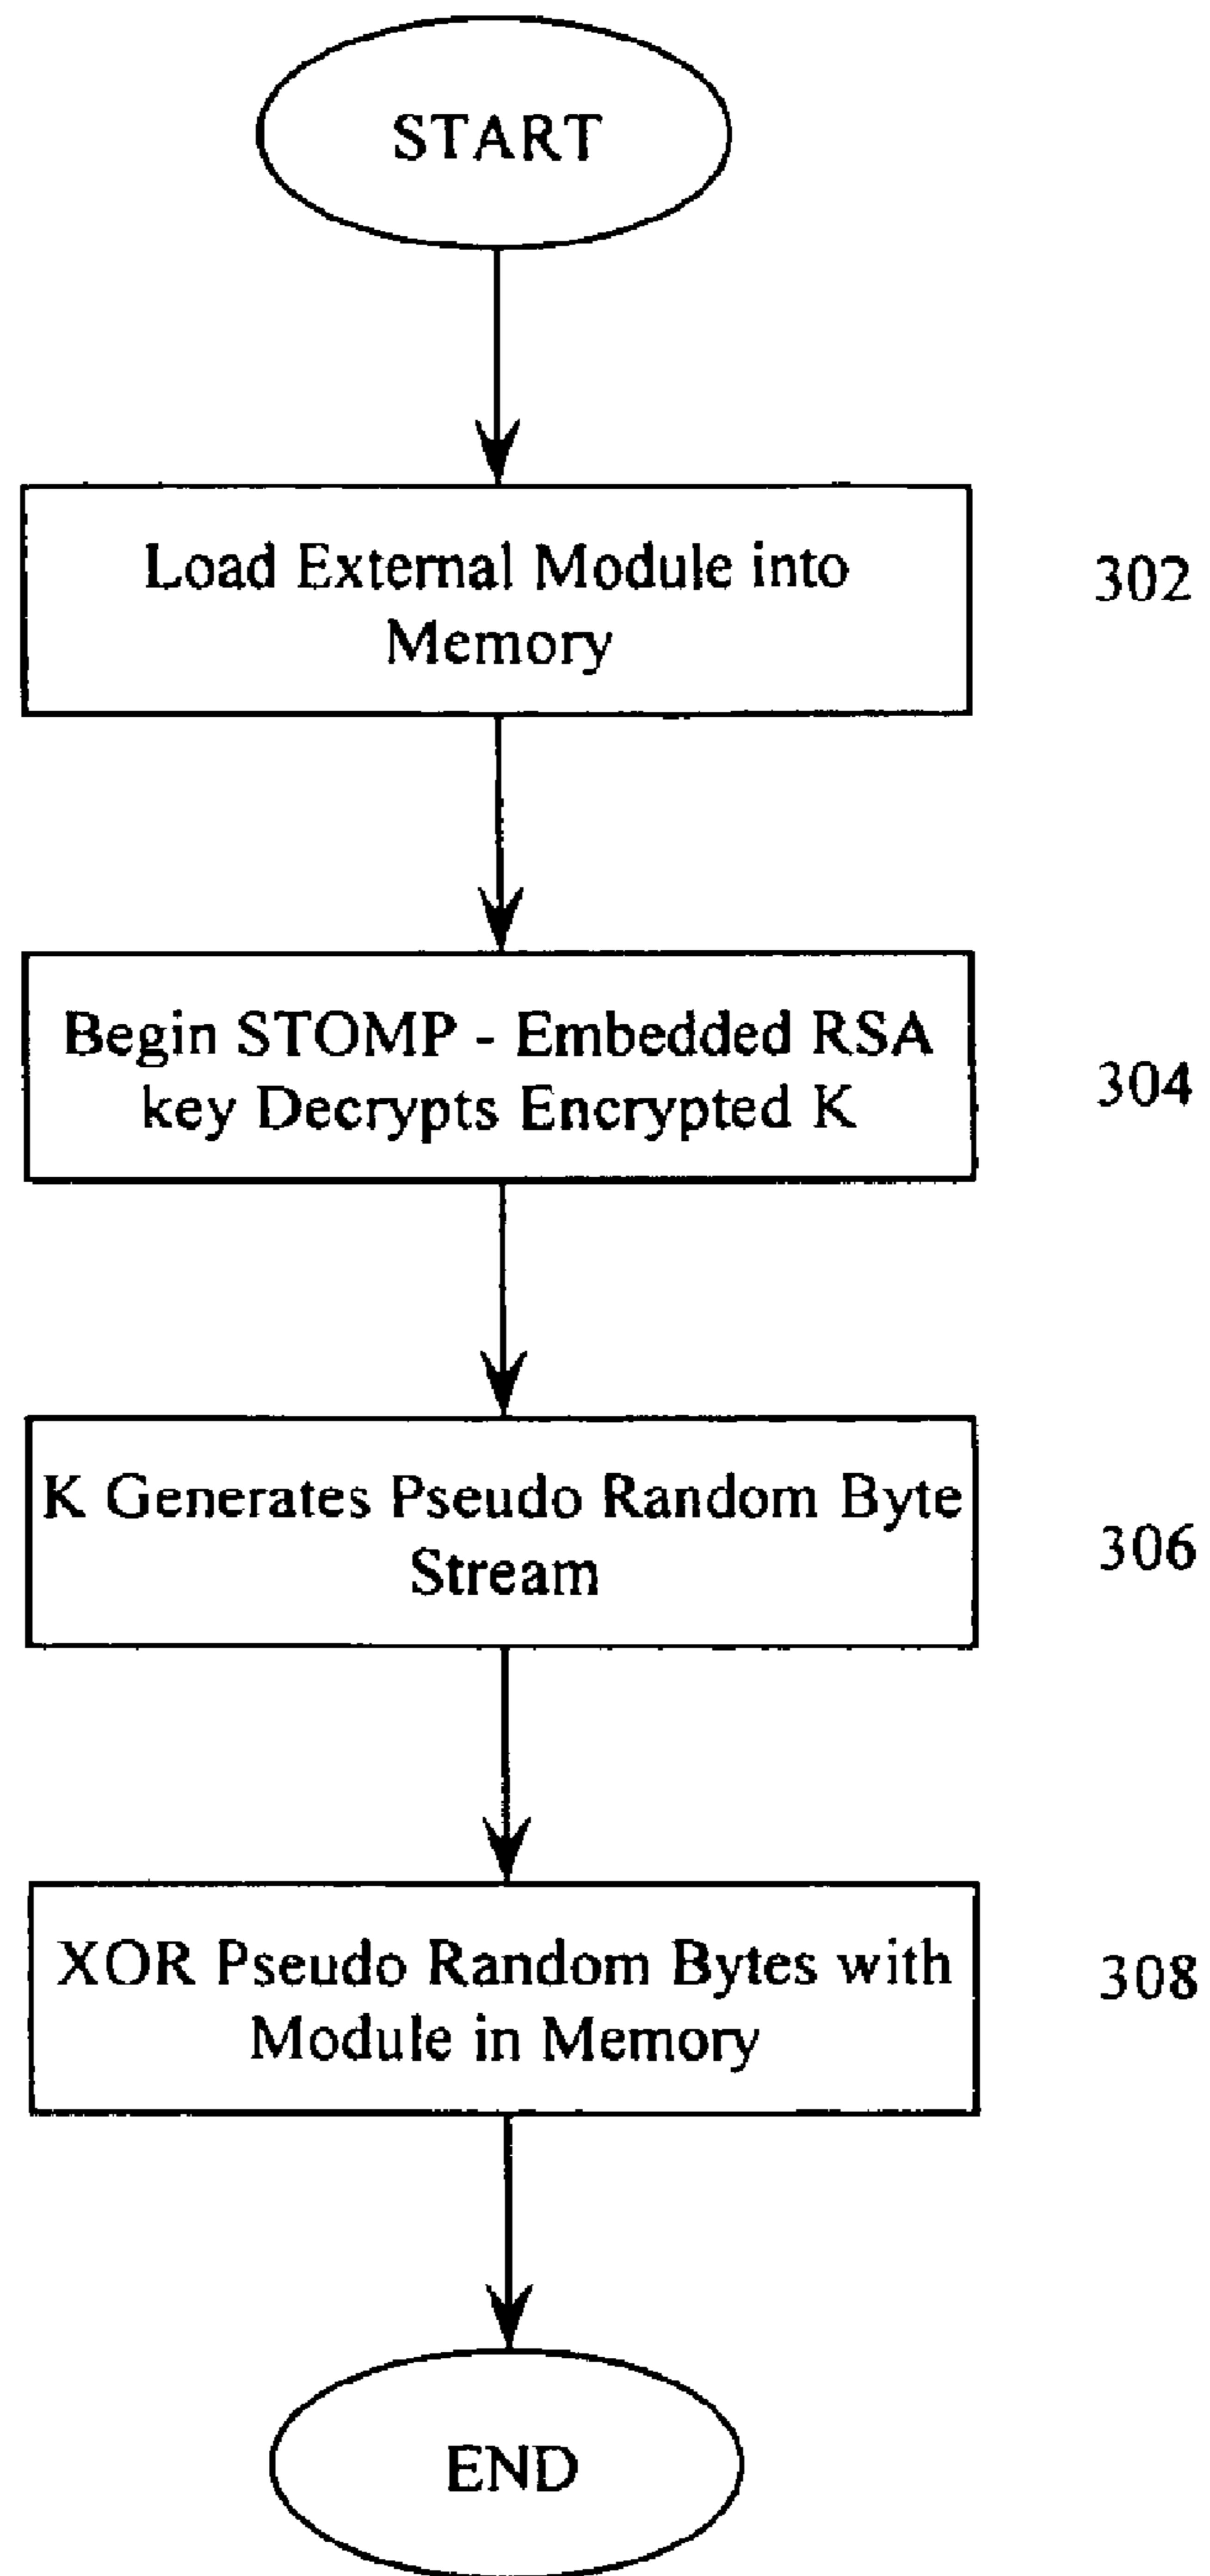 START
Load External Module into
Memory
302
Begin STOMP - Embedded RSA
key Decrypts Encrypted K
304
K Generates Pseudo Random Byte
Stream
306
XOR Pseudo Random Bytes with
Module in Memory
308
END